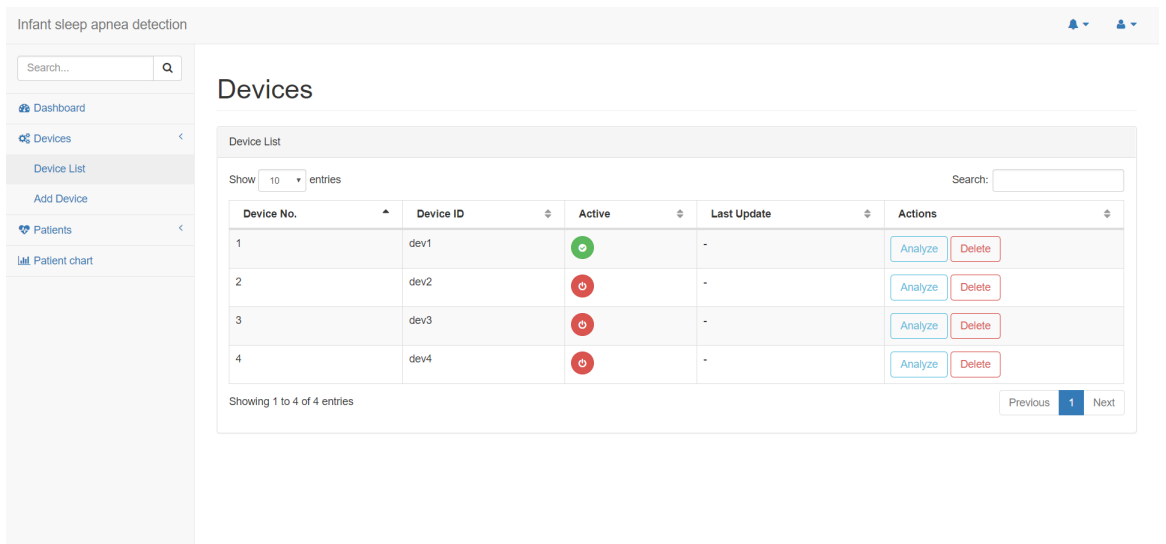 Infant sleep apnea detection
Search...
Dashboard
Devices
Device List
Add Device
Patients
Patient chart
Devices
Device List
Show 10 entries Search:
Device No. Device ID Active Last Update Actions
1 dev1 - Analyze Delete
2 dev2 - Analyze Delete
3 dev3 - Analyze Delete
4 dev4 - Analyze Delete
Showing 1 to 4 of 4 entries Previous 1 Next